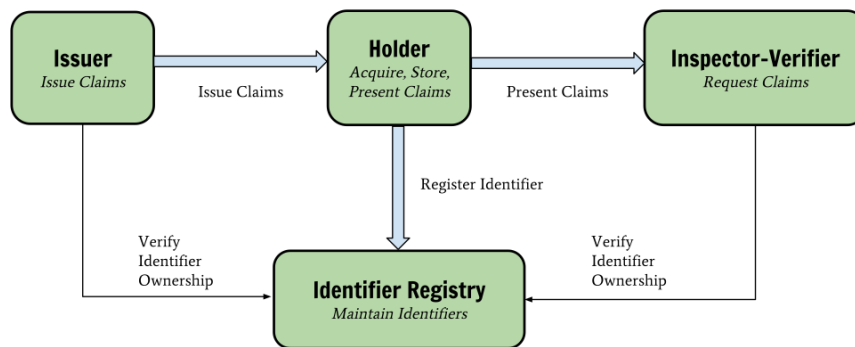 Issuer
Issue Claims
Holder
Acquire, Store,
Present Claims
Inspector-Verifier
Request Claims
Issue Claims
Present Claims
Register Identifier
Verify
Identifier
Ownership
Verify
Identifier
Ownership
Identifier Registry
Maintain Identifiers